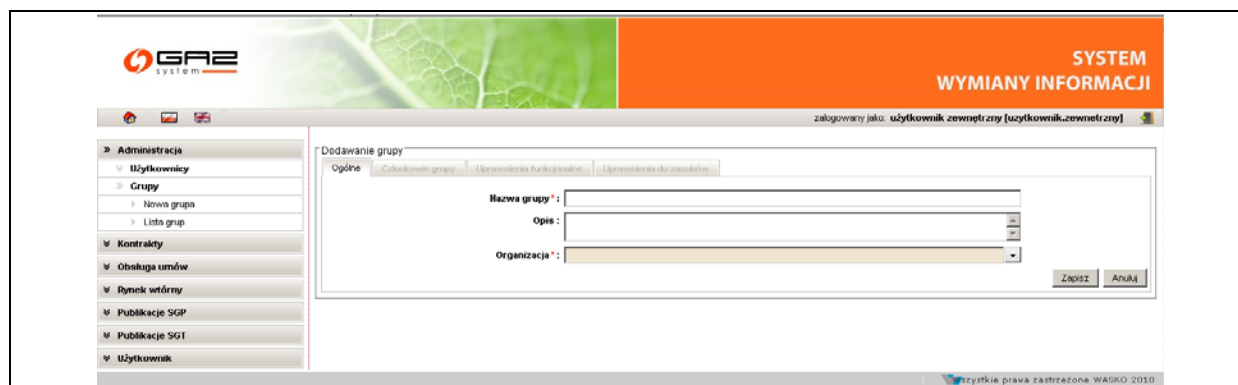 GAZ
system
SYSTEM
WYMIANY INFORMACJI
zalogowany jako: użytkownik zewnętrzny [uzytkownik.zewnetrzny]
Administracja
Użytkownicy
Grupy
Nowa grupa
Lista grup
Kontrakty
Obsługa umów
Rynek wtórny
Publikacje SGP
Publikacje SGT
Użytkownik
Dodawanie grupy
Ogólne Członkowie grupy Uprawnienia funkcjonalne Uprawnienia do zasobów
Nazwa grupy*:
Opis :
Organizacja*:
Zapisz Anuluj
Wszystkie prawa zastrzeżone WASKO 2010